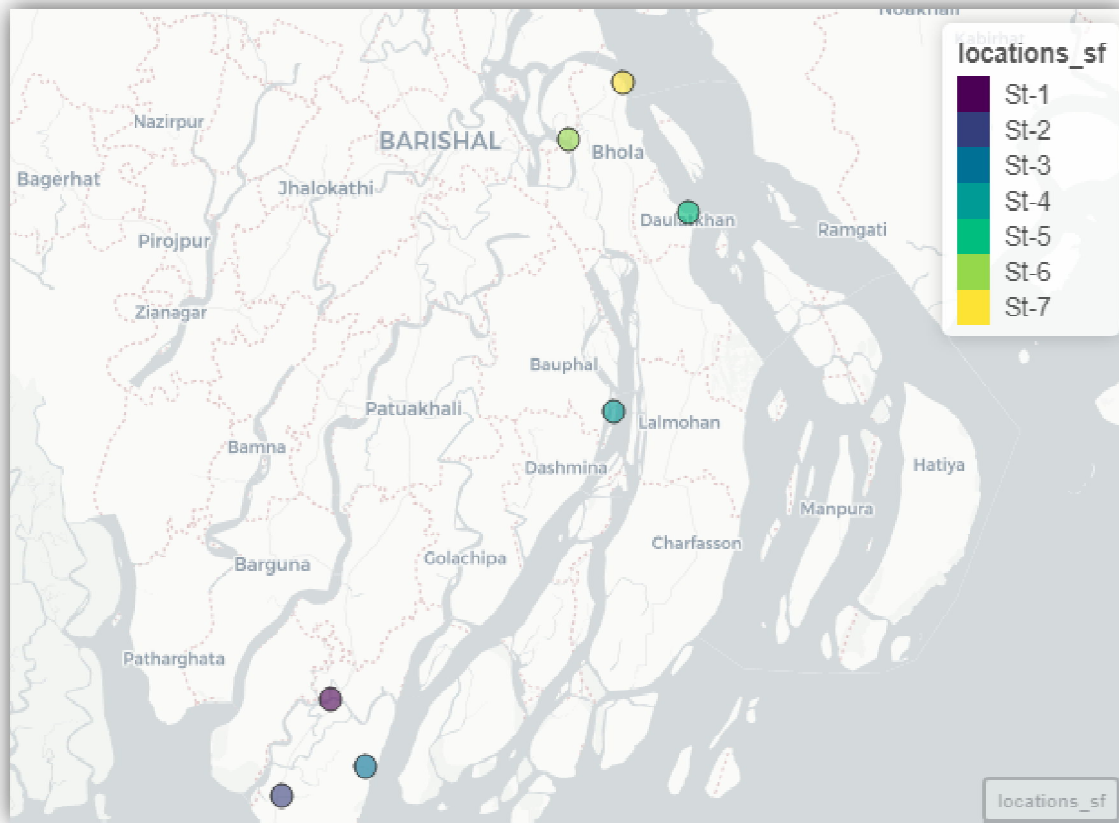 Noakhali
Kabirhat
locations_sf
St-1
St-2
St-3
St-4
St-5
St-6
St-7
Nazirpur
BARISHAL
Bhola
Bagerhat
Jhalokathi
Daulatkhan
Ramgati
Pirojpur
Zianagar
Bauphal
Patuakhali
Lalmohan
Bamna
Dashmina
Hatiya
Manpura
Charfasson
Golachipa
Barguna
Patharghata
locations_sf